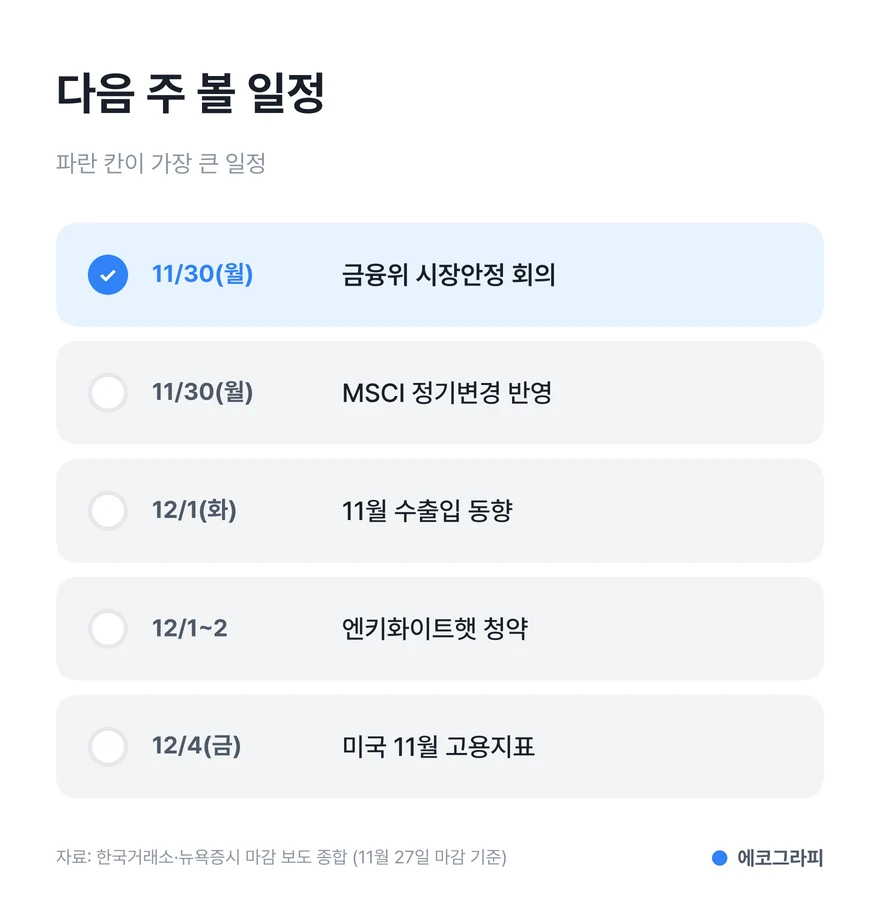 다음 주 볼 일정
파란 칸이 가장 큰 일정
11/30(월) 금융위 시장안정 회의
11/30(월) MSCI 정기변경 반영
12/1(화) 11월 수출입 동향
12/1~2 엔키화이트햇 청약
12/4(금) 미국 11월 고용지표
자료: 한국거래소·뉴욕증시 마감 보도 종합 (11월 27일 마감 기준)
에코그라피